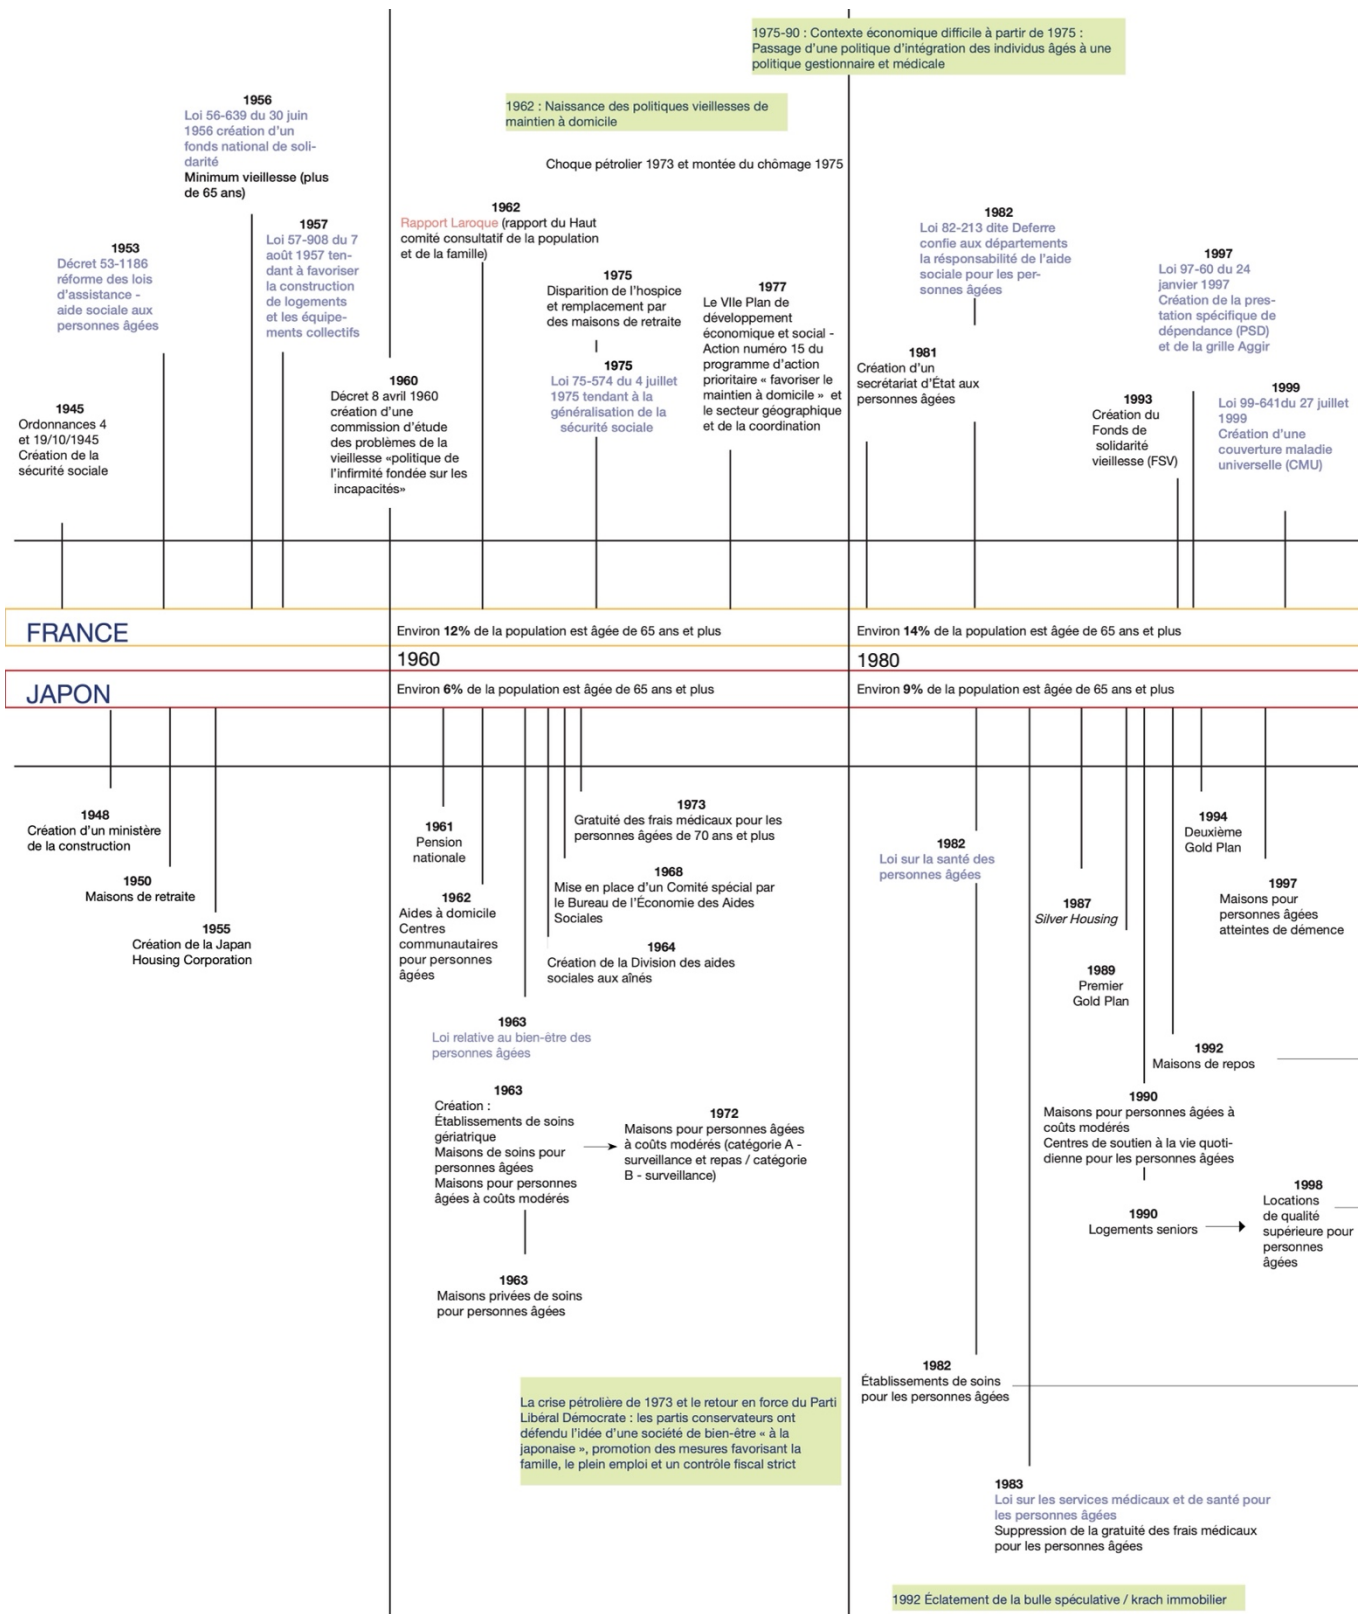 1975-90 : Contexte économique difficile à partir de 1975 :
Passage d'une politique d'intégration des individus âgés à une
politique gestionnaire et médicale
1962 : Naissance des politiques vieillesses de
maintien à domicile
Choque pétrolier 1973 et montée du chômage 1975
1945
Ordonnances 4
et 19/10/1945
Création de la
sécurité sociale
1953
Décret 53-1186
réforme des lois
d'assistance -
aide sociale aux
personnes âgées
1956
Loi 56-639 du 30 juin
1956 création d'un
fonds national de soli-
darité
Minimum vieillesse (plus
de 65 ans)
1957
Loi 57-908 du 7
août 1957 ten-
dant à favoriser
la construction
de logements
et les équipe-
ments collectifs
1960
Décret 8 avril 1960
création d'une
commission d'étude
des problèmes de la
vieillesse «politique de
l'infirmité fondée sur les
incapacités»
1962
Rapport Laroque (rapport du Haut
comité consultatif de la population
et de la famille)
1975
Disparition de l'hospice
et remplacement par
des maisons de retraite
1975
Loi 75-574 du 4 juillet
1975 tendant à la
généralisation de la
sécurité sociale
1977
Le VIIe Plan de
développement
économique et social -
Action numéro 15 du
programme d'action
prioritaire « favoriser le
maintien à domicile » et
le secteur géographique
et de la coordination
1981
Création d'un
secrétariat d'État aux
personnes âgées
1982
Loi 82-213 dite Deferre
confie aux départements
la résponsabilité de l'aide
sociale pour les per-
sonnes âgées
1993
Création du
Fonds de
solidarité
vieillesse (FSV)
1997
Loi 97-60 du 24
janvier 1997
Création de la pres-
tation spécifique de
dépendance (PSD)
et de la grille Aggir
1999
Loi 99-641du 27 juillet
1999
Création d'une
couverture maladie
universelle (CMU)
FRANCE
Environ 12% de la population est âgée de 65 ans et plus
Environ 14% de la population est âgée de 65 ans et plus
1960
1980
JAPON
Environ 6% de la population est âgée de 65 ans et plus
Environ 9% de la population est âgée de 65 ans et plus
1948
Création d'un ministère
de la construction
1950
Maisons de retraite
1955
Création de la Japan
Housing Corporation
1961
Pension
nationale
1962
Aides à domicile
Centres
communautaires
pour personnes
âgées
1973
Gratuité des frais médicaux pour les
personnes âgées de 70 ans et plus
1968
Mise en place d'un Comité spécial par
le Bureau de l'Économie des Aides
Sociales
1964
Création de la Division des aides
sociales aux aînés
1963
Loi relative au bien-être des
personnes âgées
1963
Création :
Établissements de soins
gériatrique
Maisons de soins pour
personnes âgées
Maisons pour personnes
âgées à coûts modérés
1972
Maisons pour personnes âgées
à coûts modérés (catégorie A -
surveillance et repas / catégorie
B - surveillance)
1963
Maisons privées de soins
pour personnes âgées
La crise pétrolière de 1973 et le retour en force du Parti
Libéral Démocrate : les partis conservateurs ont
défendu l'idée d'une société de bien-être « à la
japonaise », promotion des mesures favorisant la
famille, le plein emploi et un contrôle fiscal strict
1982
Loi sur la santé des
personnes âgées
1987
Silver Housing
1989
Premier
Gold Plan
1994
Deuxième
Gold Plan
1997
Maisons pour
personnes âgées
atteintes de démence
1992
Maisons de repos
1990
Maisons pour personnes âgées à
coûts modérés
Centres de soutien à la vie quoti-
dienne pour les personnes âgées
1990
Logements seniors
1998
Locations
de qualité
supérieure pour
personnes
âgées
1982
Établissements de soins
pour les personnes âgées
1983
Loi sur les services médicaux et de santé pour
les personnes âgées
Suppression de la gratuité des frais médicaux
pour les personnes âgées
1992 Éclatement de la bulle spéculative / krach immobilier